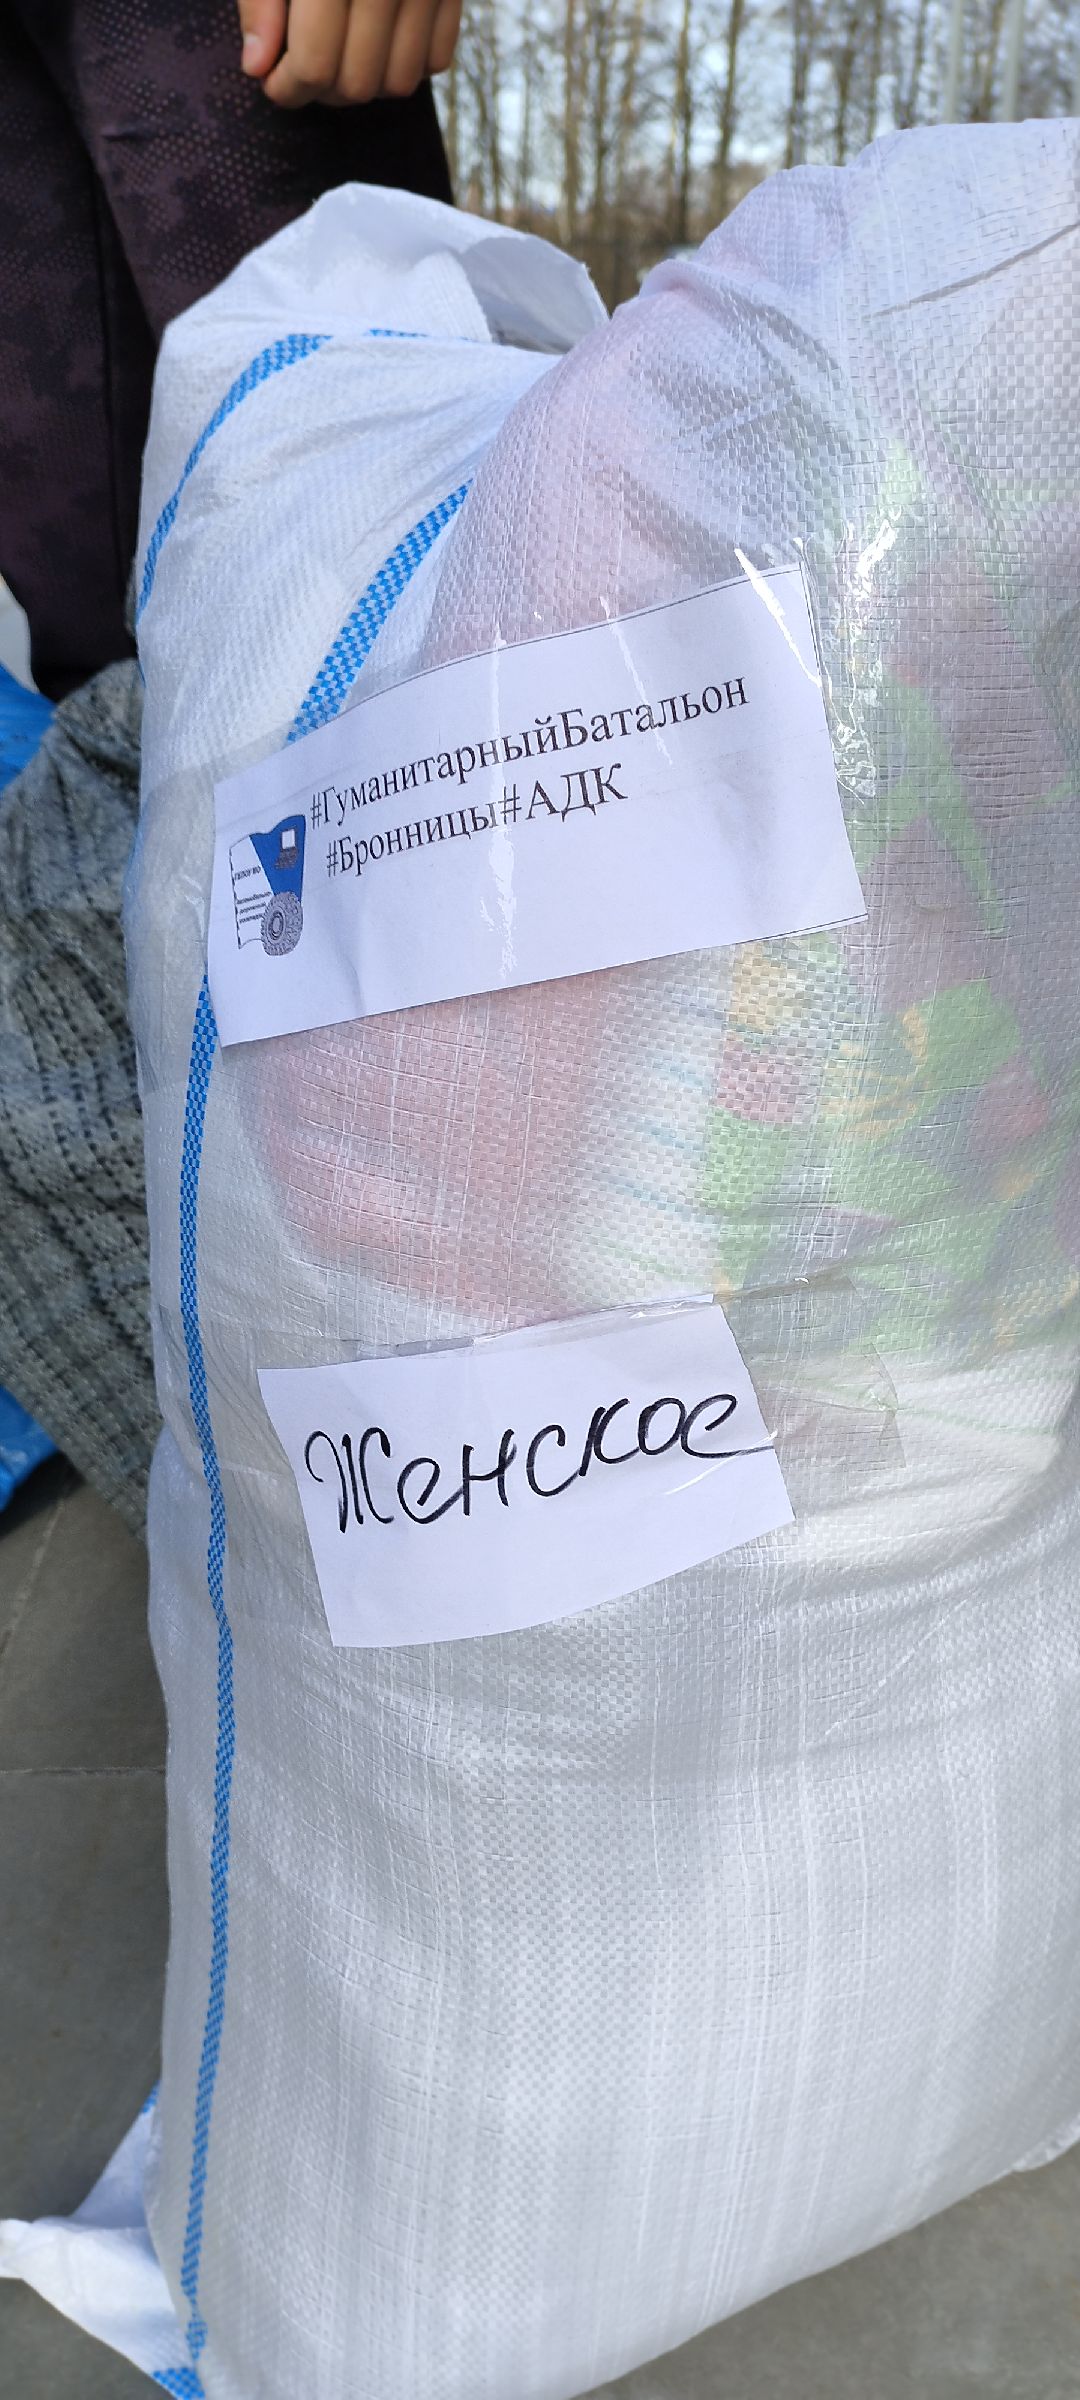 #ГуманитарныйБатальон
#Бронницы#АДК
Женское